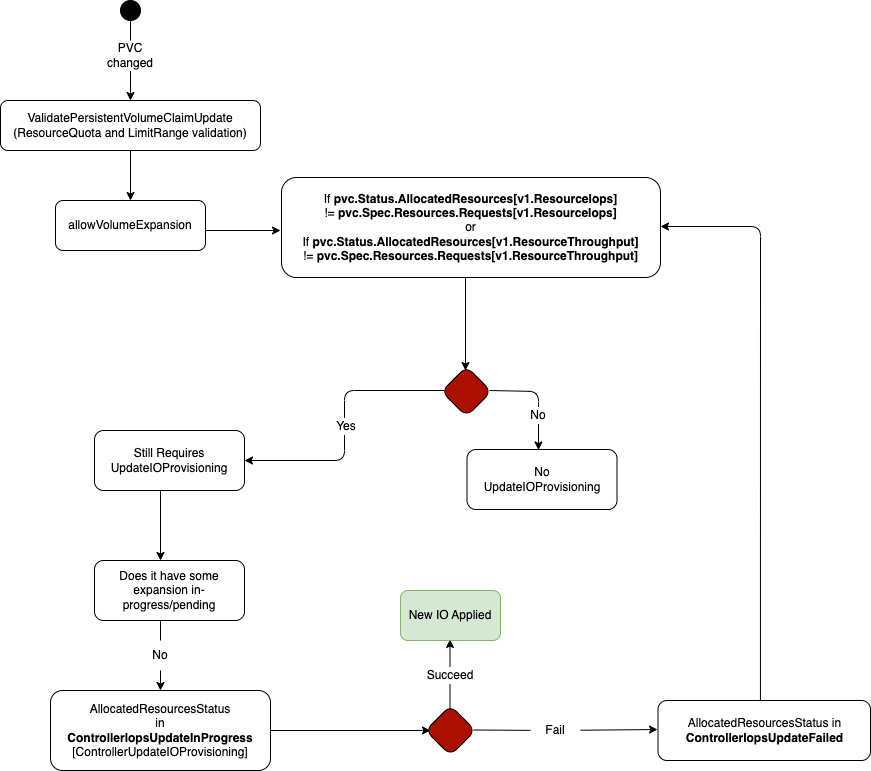 PVC
changed
ValidatePersistentVolumeClaimUpdate
(ResourceQuota and LimitRange validation)
allowVolumeExpansion
If pvc.Status.AllocatedResources[v1.ResourceIops]
!= pvc.Spec.Resources.Requests[v1.ResourceIops]
or
If pvc.Status.AllocatedResources[v1.ResourceThroughput]
!= pvc.Spec.Resources.Requests[v1.ResourceThroughput]
Yes
No
Still Requires
UpdateIOProvisioning
No
UpdateIOProvisioning
Does it have some
expansion in-
progress/pending
No
New IO Applied
Succeed
AllocatedResourcesStatus
in
ControllerIopsUpdateInProgress
[ControllerUpdateIOProvisioning]
Fail
AllocatedResourcesStatus in
ControllerIopsUpdateFailed